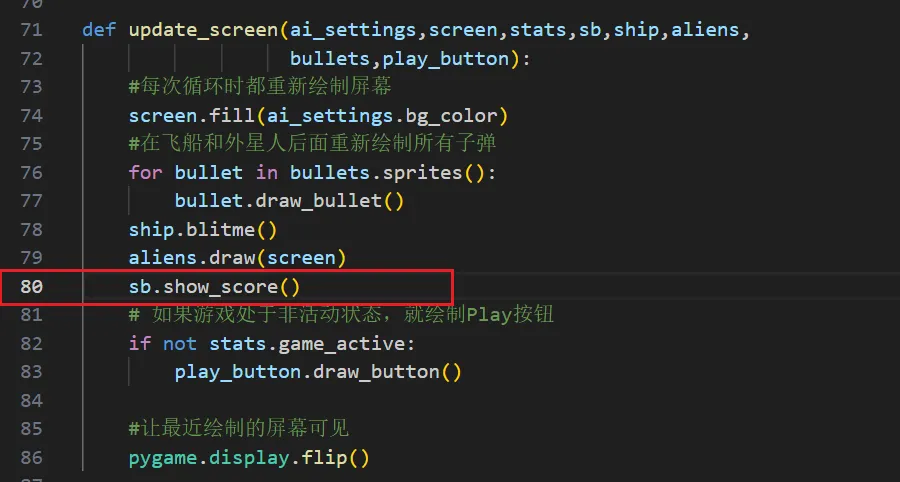 70
71 def update_screen(ai_settings,screen,stats,sb,ship,aliens,
72 bullets,play_button):
73 #每次循环时都重新绘制屏幕
74 screen.fill(ai_settings.bg_color)
75 #在飞船和外星人后面重新绘制所有子弹
76 for bullet in bullets.sprites():
77 bullet.draw_bullet()
78 ship.blitme()
79 aliens.draw(screen)
80 sb.show_score()
81 # 如果游戏处于非活动状态，就绘制Play按钮
82 if not stats.game_active:
83 play_button.draw_button()
84
85 #让最近绘制的屏幕可见
86 pygame.display.flip()